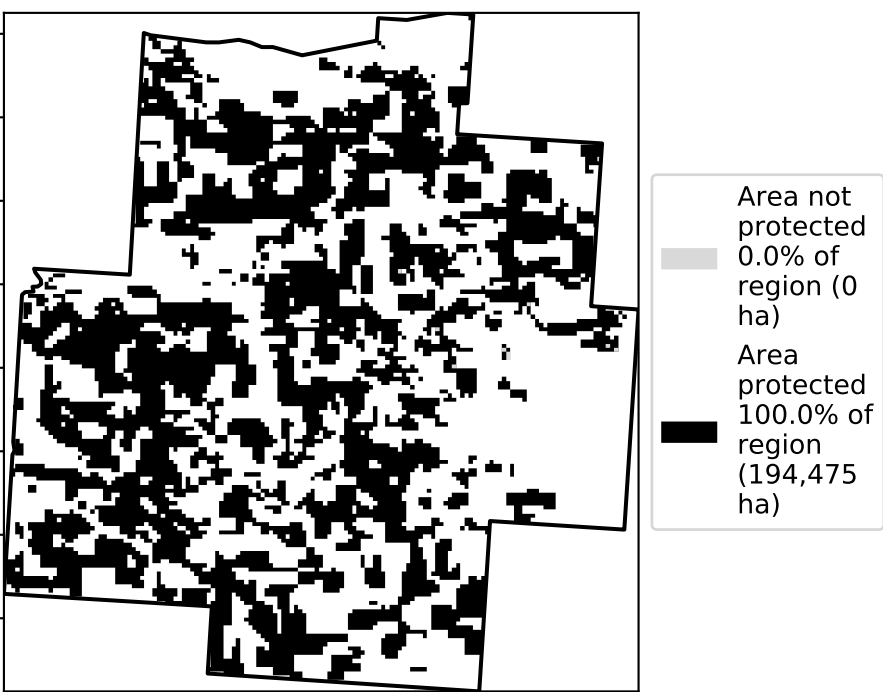 Area not
protected
0.0% of
region (0
ha)
Area
protected
100.0% of
region
(194,475
ha)